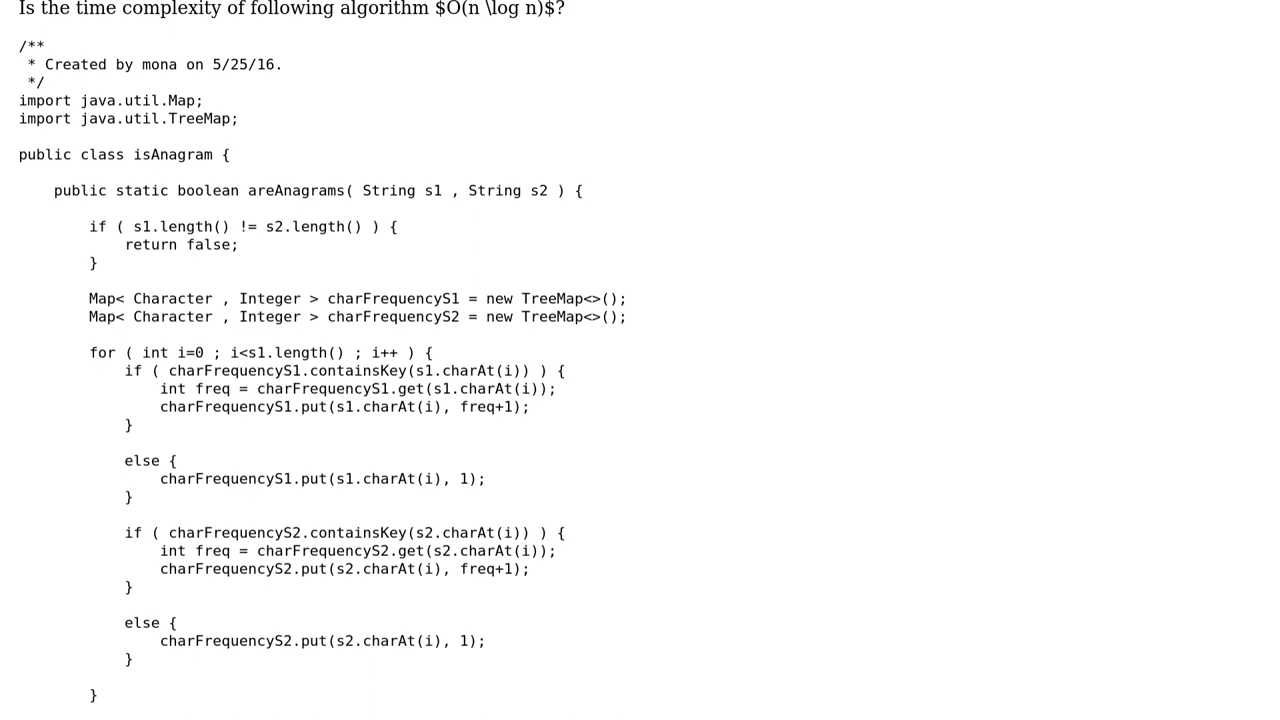 Is the time complexity of following algorithm $O(n \log n)$?
/**
 * Created by mona on 5/25/16.
 */
import java.util.Map;
import java.util.TreeMap;

public class isAnagram {

    public static boolean areAnagrams( String s1 , String s2 ) {

        if ( s1.length() != s2.length() ) {
            return false;
        }

        Map< Character , Integer > charFrequencyS1 = new TreeMap<>();
        Map< Character , Integer > charFrequencyS2 = new TreeMap<>();

        for ( int i=0 ; i<s1.length() ; i++ ) {
            if ( charFrequencyS1.containsKey(s1.charAt(i)) ) {
                int freq = charFrequencyS1.get(s1.charAt(i));
                charFrequencyS1.put(s1.charAt(i), freq+1);
            }

            else {
                charFrequencyS1.put(s1.charAt(i), 1);
            }

            if ( charFrequencyS2.containsKey(s2.charAt(i)) ) {
                int freq = charFrequencyS2.get(s2.charAt(i));
                charFrequencyS2.put(s2.charAt(i), freq+1);
            }

            else {
                charFrequencyS2.put(s2.charAt(i), 1);
            }

        }